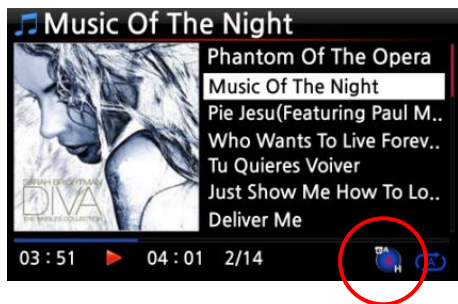 Music Of The Night
Phantom Of The Opera
Music Of The Night
Pie Jesu(Featuring Paul M..
Who Wants To Live Forev..
Tu Quieres Voiver
Just Show Me How To Lo..
Deliver Me
SARAH BRIGHTMAN
DIVA
THE SINGLES COLLECTION
03:51 04:01 2/14
A
H
A